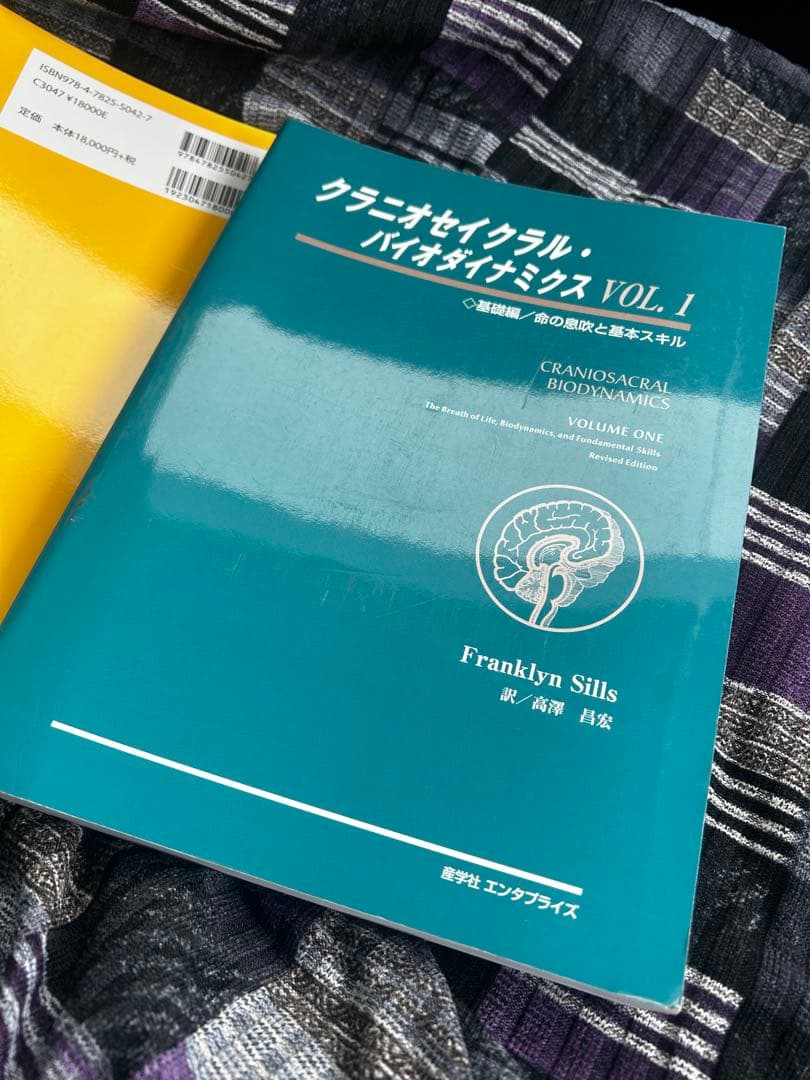 ISBN978-4-7825-5042-7
C3047 ¥18000E
定価 本体18,000円+税
クラニオセイクラル・
バイオダイナミクス VOL. 1
◇基礎編/命の息吹と基本スキル
CRANIOSACRAL
BIODYNAMICS
VOLUME ONE
The Breath of Life, Biodynamics, and Fundamental Skills
Revised Edition
Franklyn Sills
訳/高澤 昌宏
産学社 エンタプライズ